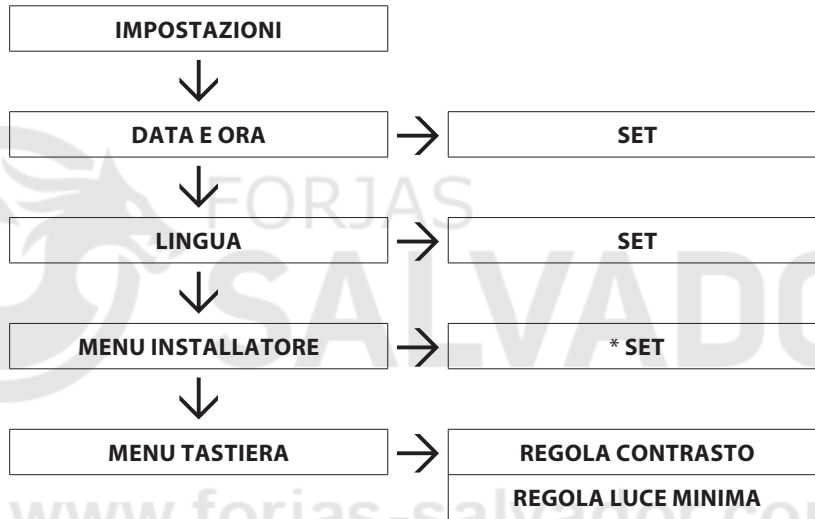 IMPOSTAZIONI
DATA E ORA
SET
LINGUA
SET
MENU INSTALLATORE
* SET
MENU TASTIERA
REGOLA CONTRASTO
REGOLA LUCE MINIMA
FORJAS
SALVADO
www.forjas-salvador.com